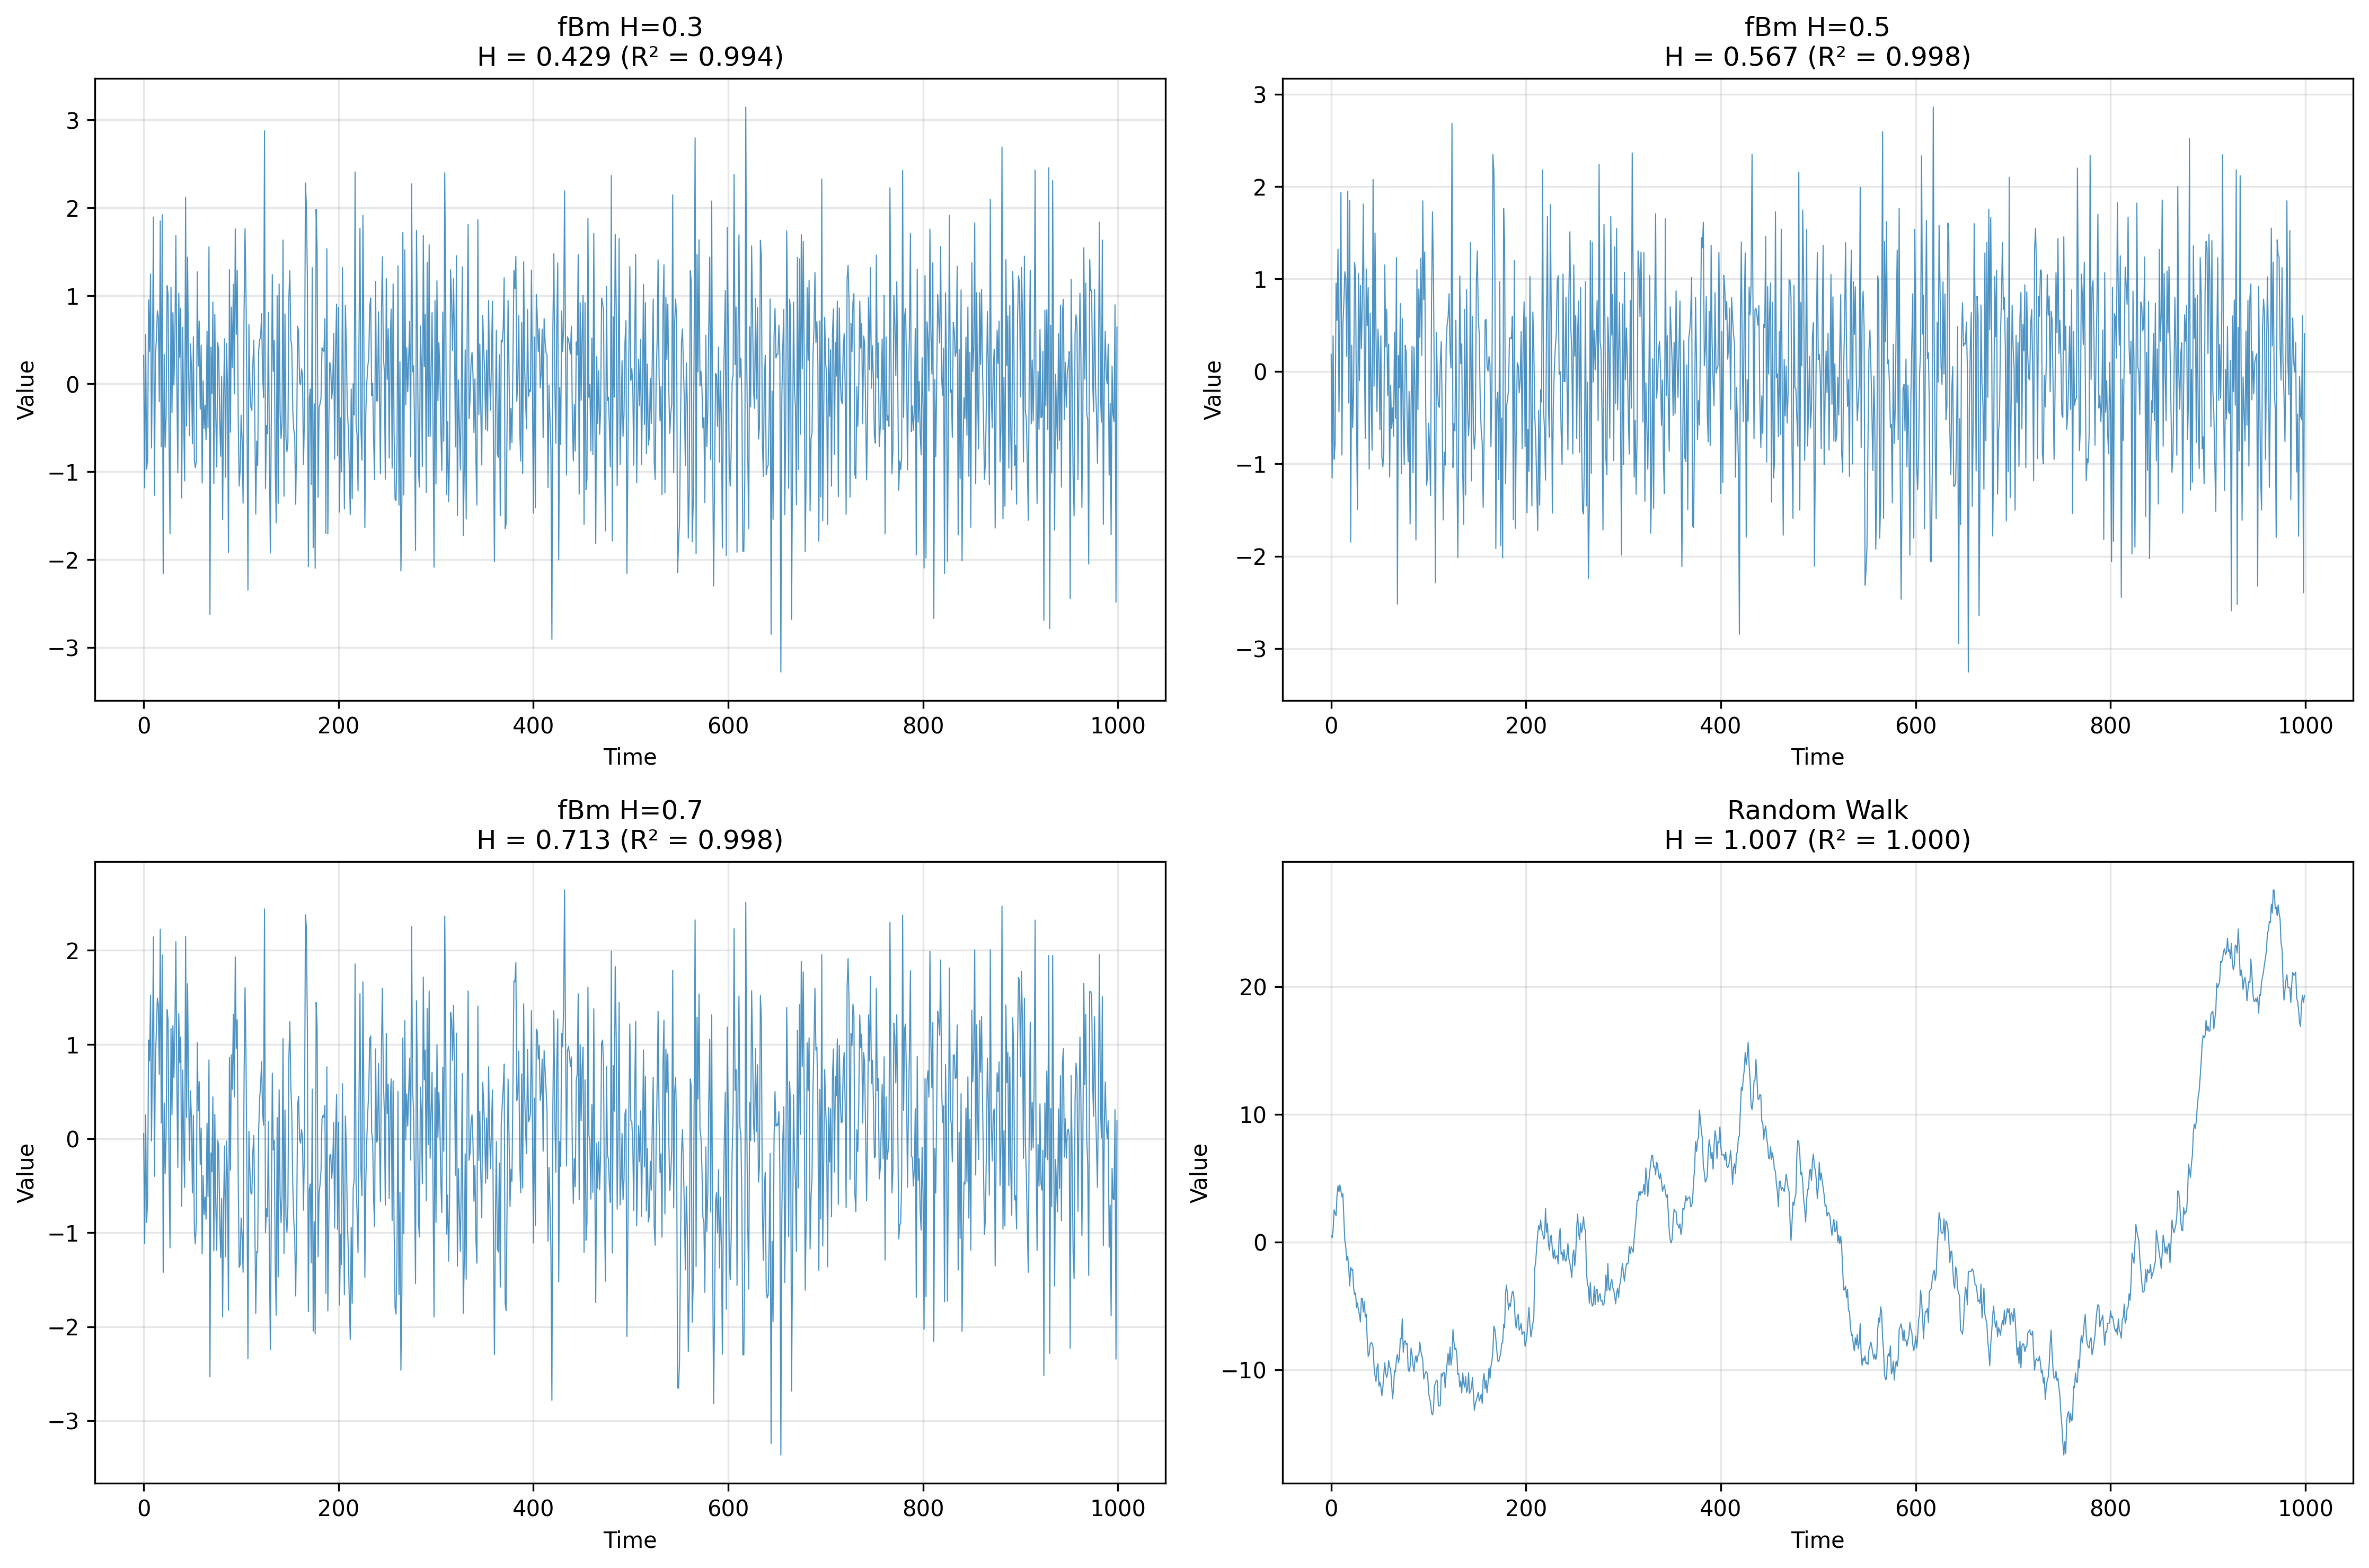 fBm H=0.3
H = 0.429 (R² = 0.994)
Value
3
2
1
0
−1
−2
−3
0 200 400 600 800 1000
Time
fBm H=0.5
H = 0.567 (R² = 0.998)
Value
3
2
1
0
−1
−2
−3
0 200 400 600 800 1000
Time
fBm H=0.7
H = 0.713 (R² = 0.998)
Value
2
1
0
−1
−2
−3
0 200 400 600 800 1000
Time
Random Walk
H = 1.007 (R² = 1.000)
Value
20
10
0
−10
0 200 400 600 800 1000
Time